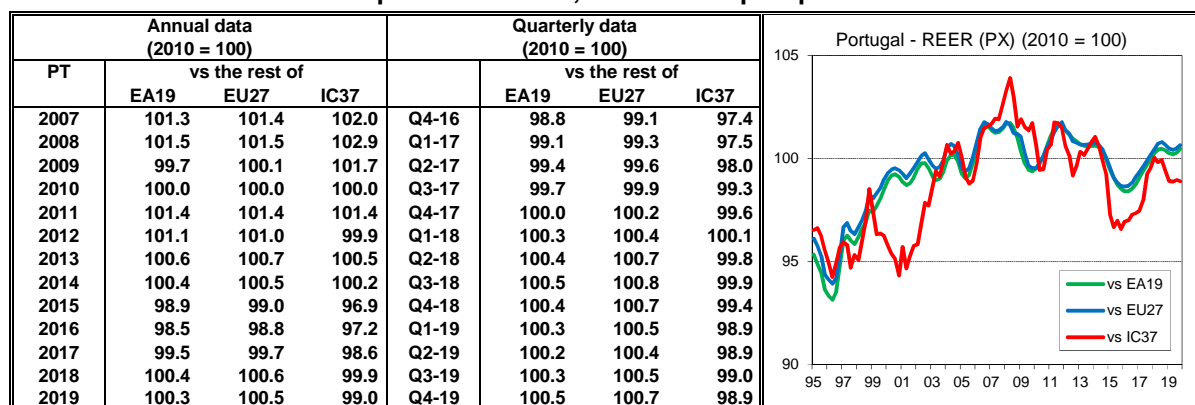 Annual data Quarterly data
(2010 = 100) (2010 = 100)
PT vs the rest of vs the rest of
EA19 EU27 IC37 EA19 EU27 IC37
2007 101.3 101.4 102.0 Q4-16 98.8 99.1 97.4
2008 101.5 101.5 102.9 Q1-17 99.1 99.3 97.5
2009 99.7 100.1 101.7 Q2-17 99.4 99.6 98.0
2010 100.0 100.0 100.0 Q3-17 99.7 99.9 99.3
2011 101.4 101.4 101.4 Q4-17 100.0 100.2 99.6
2012 101.1 101.0 99.9 Q1-18 100.3 100.4 100.1
2013 100.6 100.7 100.5 Q2-18 100.4 100.7 99.8
2014 100.4 100.5 100.2 Q3-18 100.5 100.8 99.9
2015 98.9 99.0 96.9 Q4-18 100.4 100.7 99.4
2016 98.5 98.8 97.2 Q1-19 100.3 100.5 98.9
2017 99.5 99.7 98.6 Q2-19 100.2 100.4 98.9
2018 100.4 100.6 99.9 Q3-19 100.3 100.5 99.0
2019 100.3 100.5 99.0 Q4-19 100.5 100.7 98.9
Portugal - REER (PX) (2010 = 100)
105
100
95
90
vs EA19
vs EU27
vs IC37
95 97 99 01 03 05 07 09 11 13 15 17 19